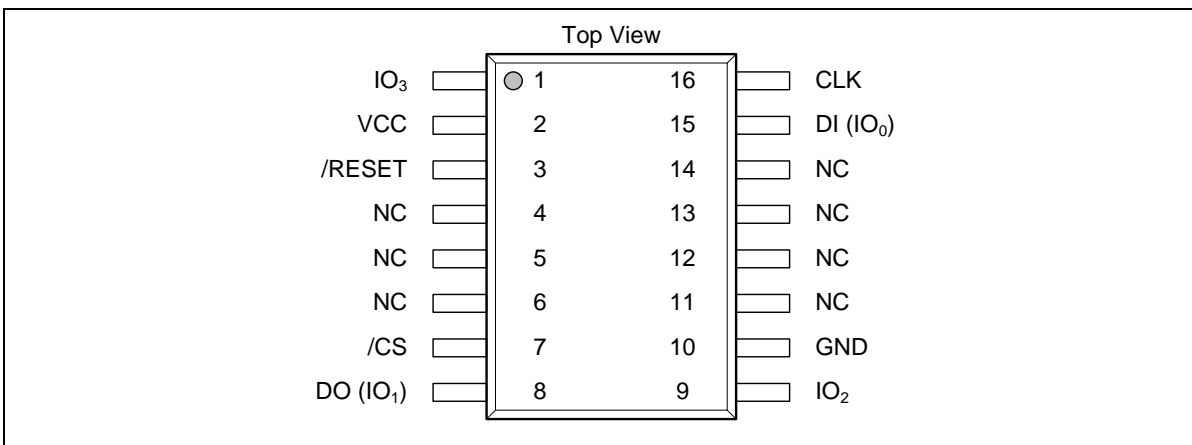 Top View
IO₃ 1 16 CLK
VCC 2 15 DI (IO₀)
/RESET 3 14 NC
NC 4 13 NC
NC 5 12 NC
NC 6 11 NC
/CS 7 10 GND
DO (IO₁) 8 9 IO₂